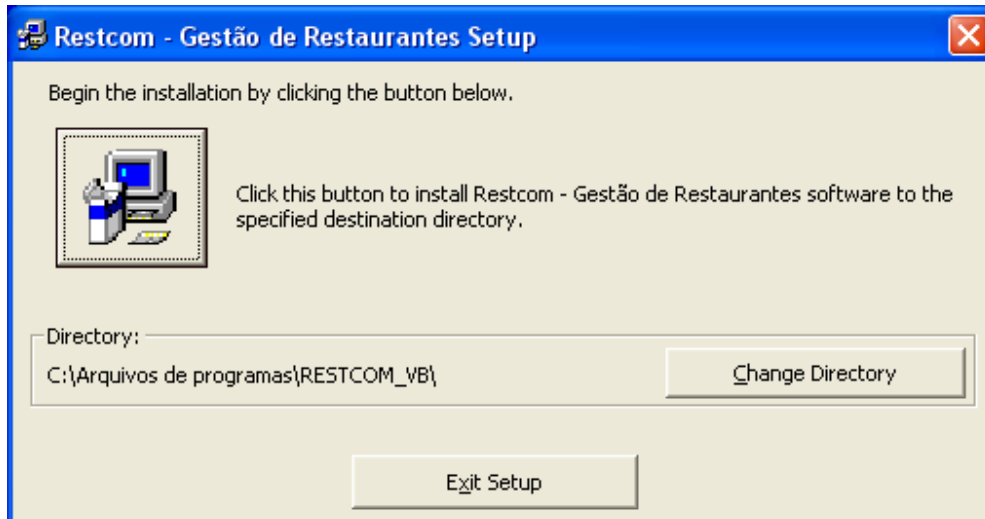 Restcom - Gestão de Restaurantes Setup
Begin the installation by clicking the button below.
Click this button to install Restcom - Gestão de Restaurantes software to the
specified destination directory.
Directory:
C:\Arquivos de programas\RESTCOM_VB\
Change Directory
Exit Setup